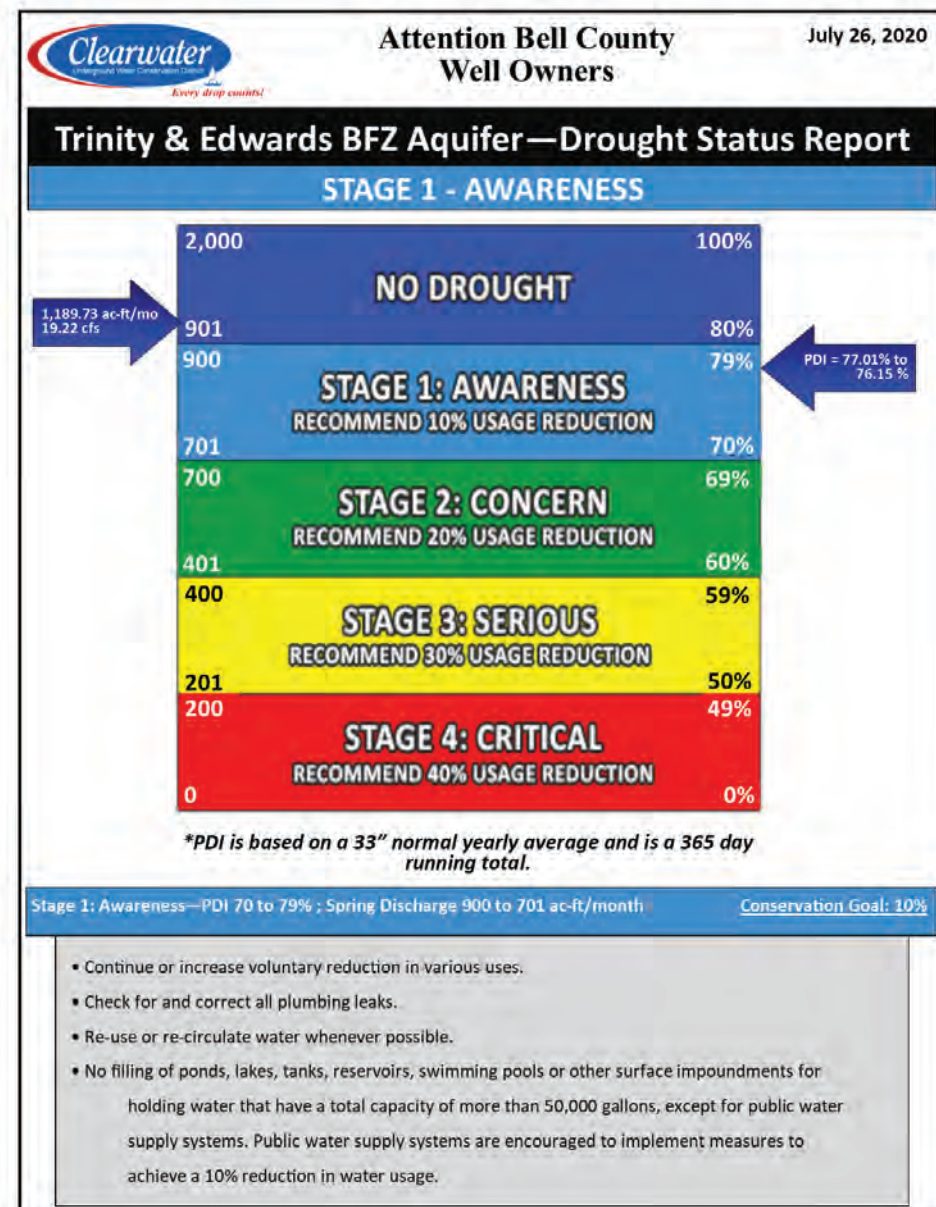 Clearwater
Underground Water Conservation District
Every drop counts!
Attention Bell County
Well Owners
July 26, 2020
Trinity & Edwards BFZ Aquifer—Drought Status Report
STAGE 1 - AWARENESS
2,000
100%
NO DROUGHT
1,189.73 ac-ft/mo
19.22 cfs
901
80%
900
79%
PDI = 77.01% to
76.15 %
STAGE 1: AWARENESS
RECOMMEND 10% USAGE REDUCTION
701
70%
700
69%
STAGE 2: CONCERN
RECOMMEND 20% USAGE REDUCTION
401
60%
400
59%
STAGE 3: SERIOUS
RECOMMEND 30% USAGE REDUCTION
201
50%
200
49%
STAGE 4: CRITICAL
RECOMMEND 40% USAGE REDUCTION
0
0%
*PDI is based on a 33" normal yearly average and is a 365 day
running total.
Stage 1: Awareness—PDI 70 to 79% ; Spring Discharge 900 to 701 ac-ft/month Conservation Goal: 10%
• Continue or increase voluntary reduction in various uses.
• Check for and correct all plumbing leaks.
• Re-use or re-circulate water whenever possible.
• No filling of ponds, lakes, tanks, reservoirs, swimming pools or other surface impoundments for
holding water that have a total capacity of more than 50,000 gallons, except for public water
supply systems. Public water supply systems are encouraged to implement measures to
achieve a 10% reduction in water usage.